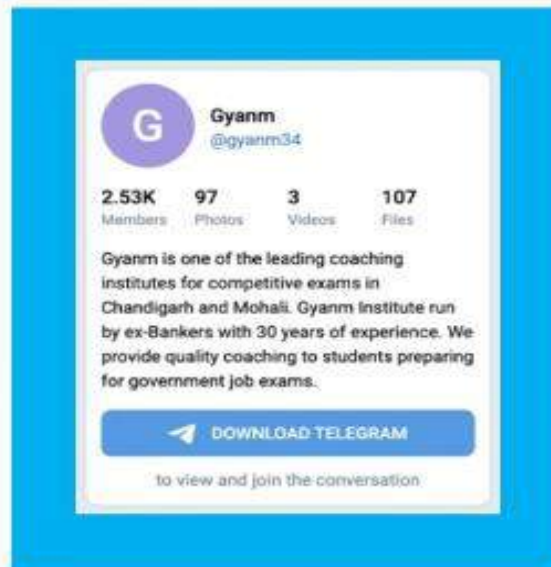 G
Gyanm
@gyanm34
2.53K 97 3 107
Members Photos Videos Files
Gyanm is one of the leading coaching
institutes for competitive exams in
Chandigarh and Mohali. Gyanm Institute run
by ex-Bankers with 30 years of experience. We
provide quality coaching to students preparing
for government job exams.
DOWNLOAD TELEGRAM
to view and join the conversation